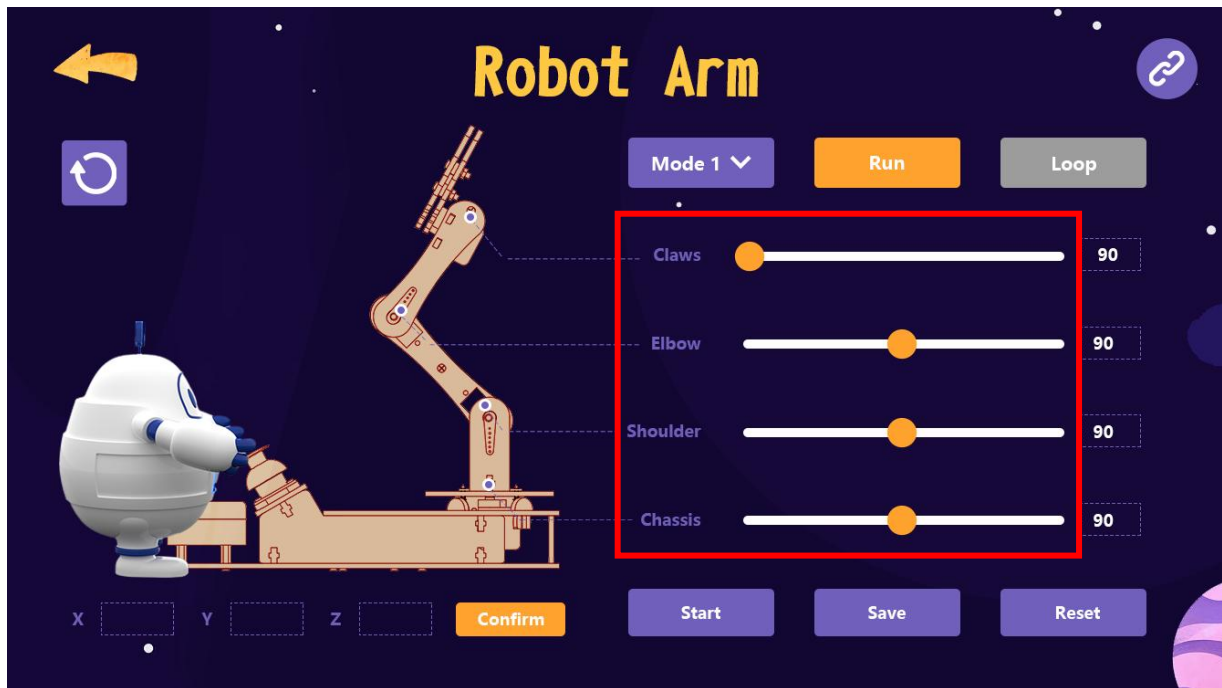 Robot Arm
Mode 1 Run Loop
Claws 90
Elbow 90
Shoulder 90
Chassis 90
X Y Z Confirm Start Save Reset